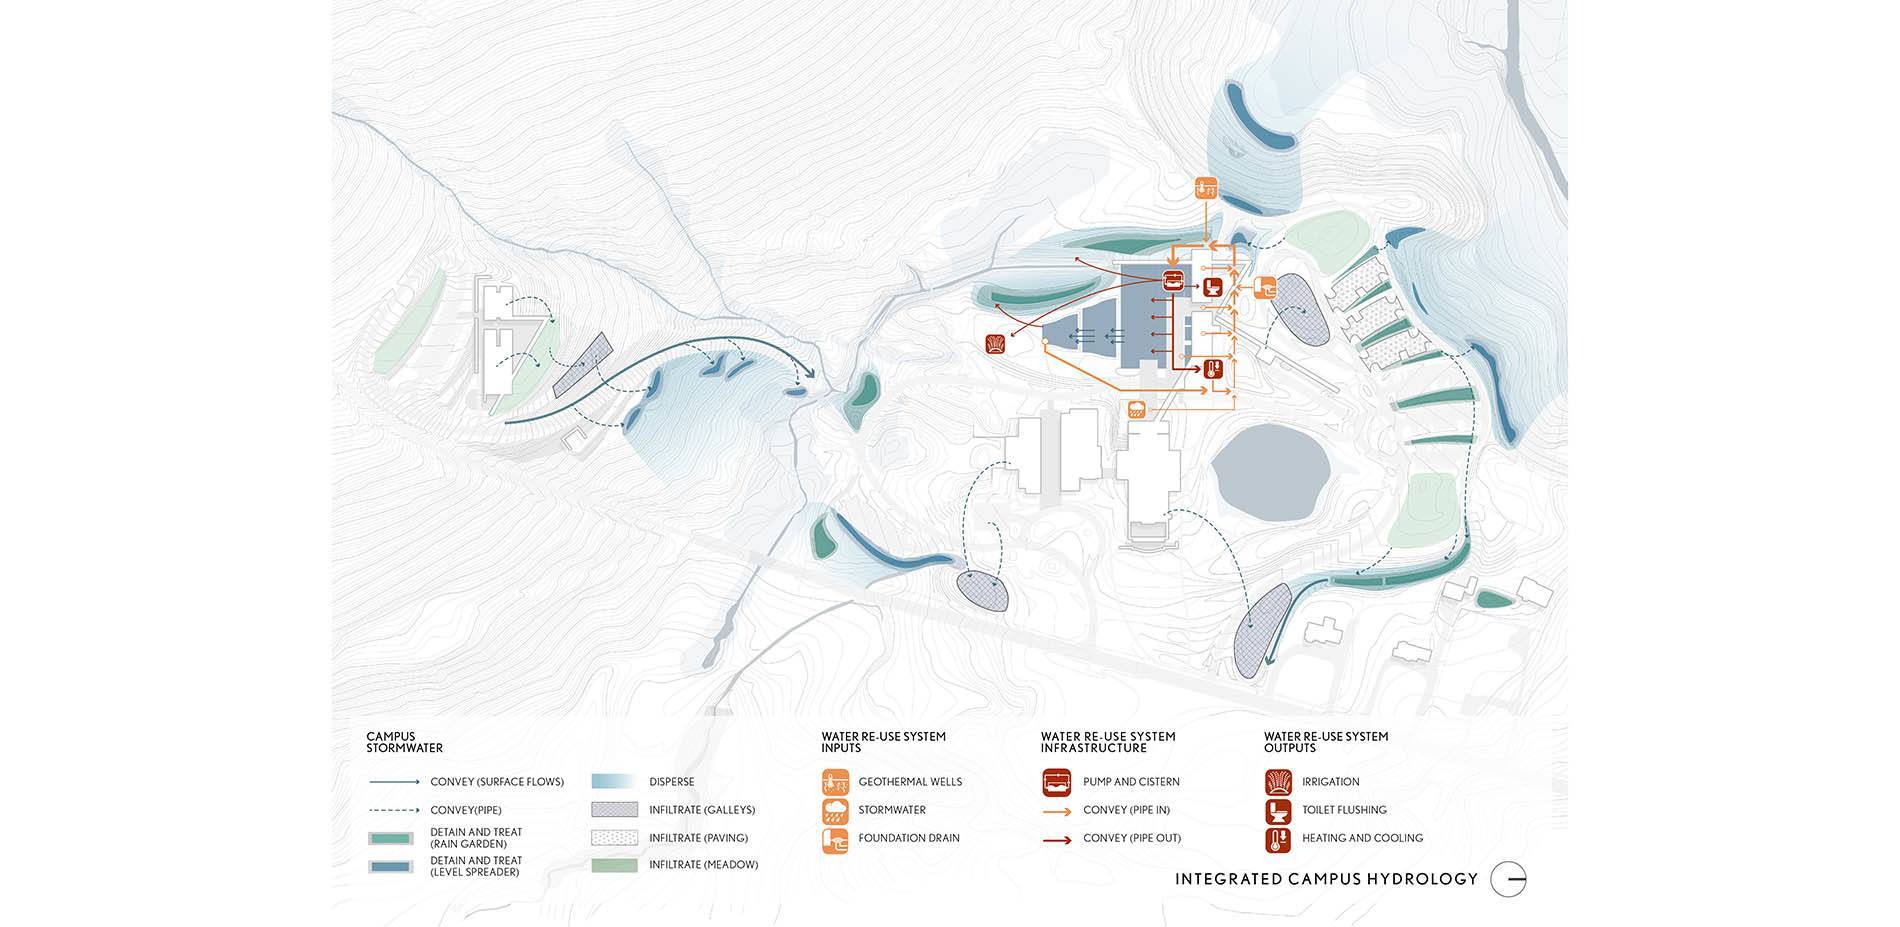 CAMPUS
STORMWATER
CONVEY (SURFACE FLOWS)
CONVEY(PIPE)
DETAIN AND TREAT
(RAIN GARDEN)
DETAIN AND TREAT
(LEVEL SPREADER)
DISPERSE
INFILTRATE (GALLEYS)
INFILTRATE (PAVING)
INFILTRATE (MEADOW)
WATER RE-USE SYSTEM
INPUTS
GEOTHERMAL WELLS
STORMWATER
FOUNDATION DRAIN
WATER RE-USE SYSTEM
INFRASTRUCTURE
PUMP AND CISTERN
CONVEY (PIPE IN)
CONVEY (PIPE OUT)
WATER RE-USE SYSTEM
OUTPUTS
IRRIGATION
TOILET FLUSHING
HEATING AND COOLING
INTEGRATED CAMPUS HYDROLOGY